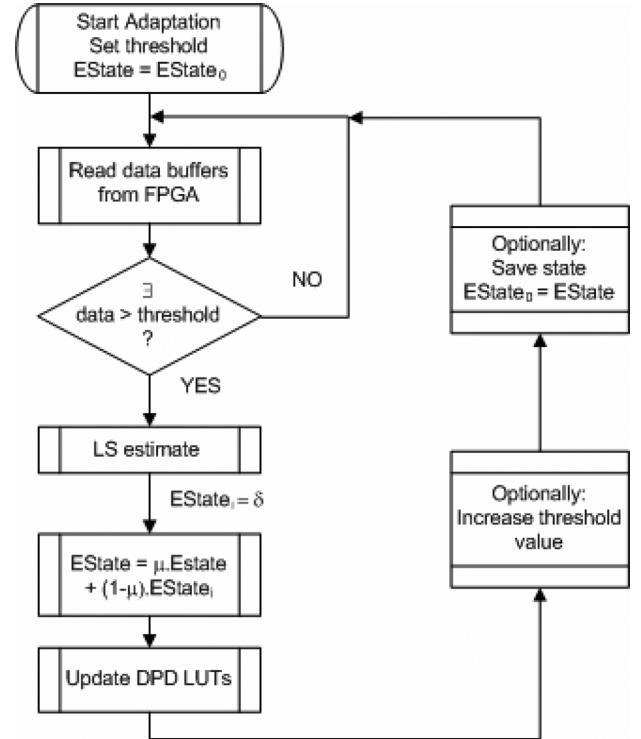 Start Adaptation
Set threshold
EState = EState₀
Read data buffers
from FPGA
∃
data > threshold
?
NO
YES
LS estimate
EStateᵢ = δ
EState = μ.Estate
+ (1-μ).EStateᵢ
Update DPD LUTs
Optionally:
Save state
EState₀ = EState
Optionally:
Increase threshold
value